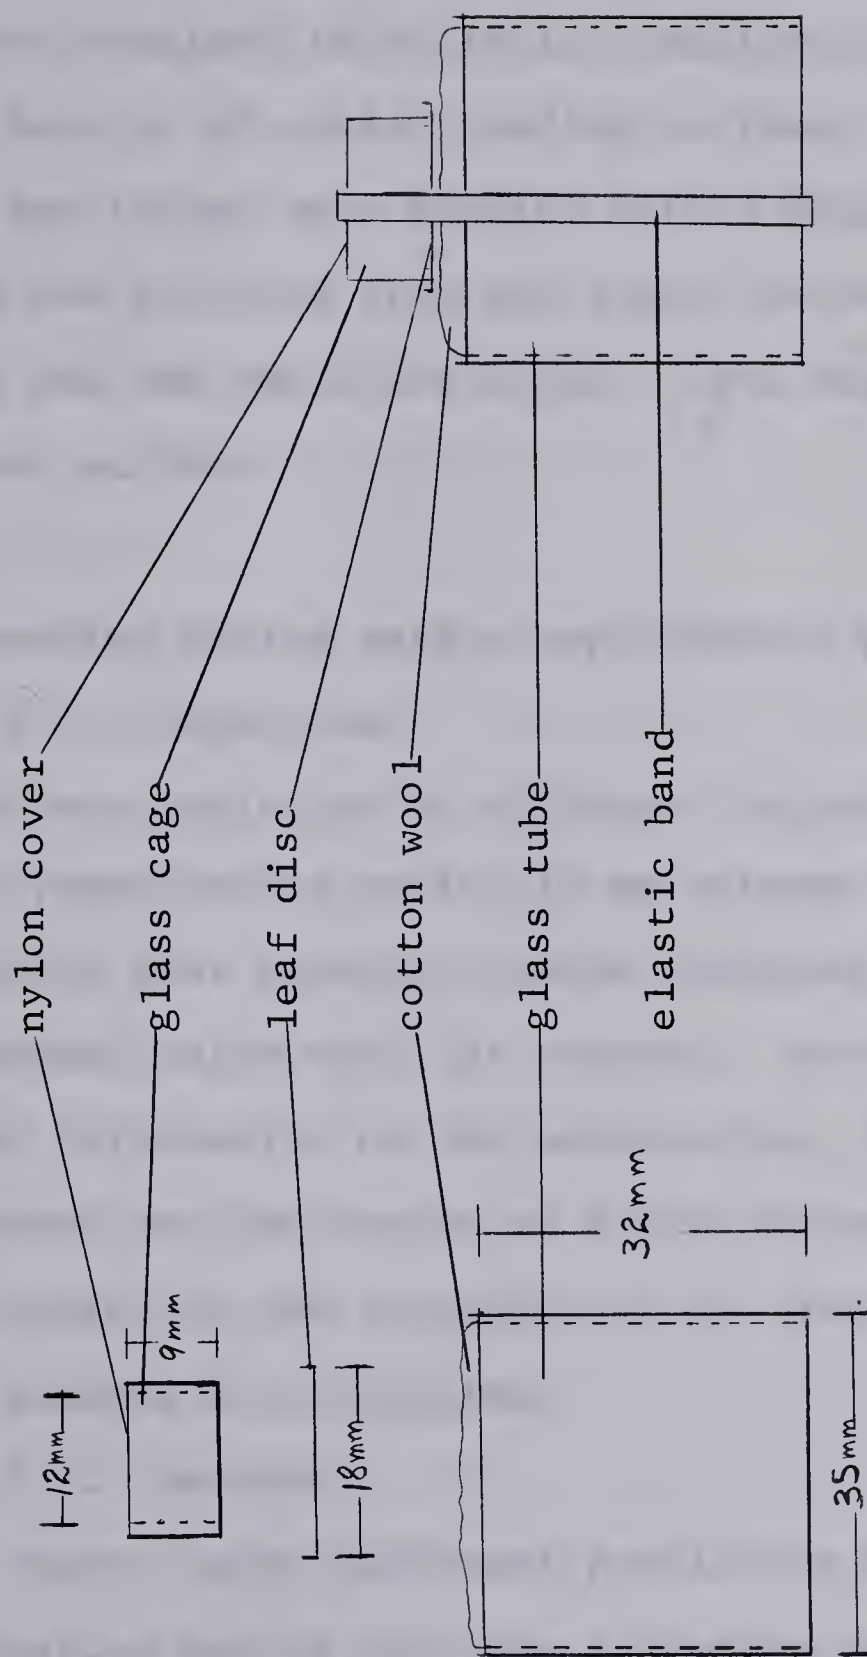 nylon cover
glass cage
leaf disc
cotton wool
glass tube
elastic band
12mm
9mm
18mm
32mm
35mm